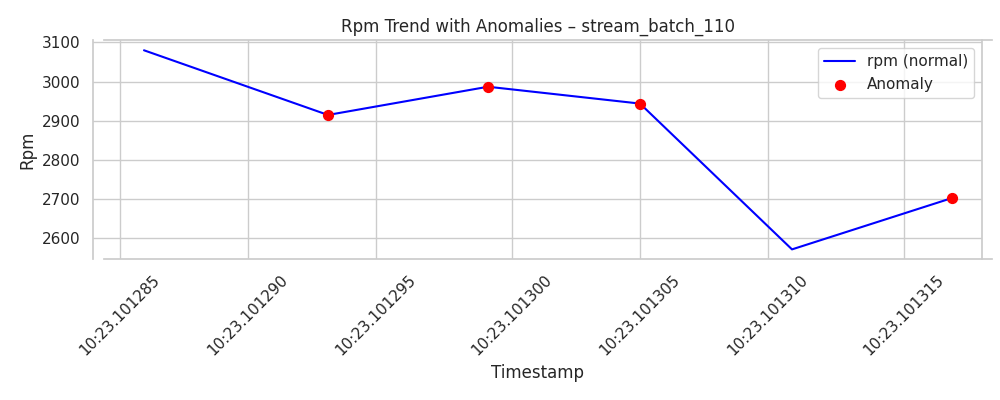 Rpm Trend with Anomalies – stream_batch_110
3100
3000
2900
2800
2700
2600
Rpm
rpm (normal)
Anomaly
10:23.101285
10:23.101290
10:23.101295
10:23.101300
10:23.101305
10:23.101310
10:23.101315
Timestamp